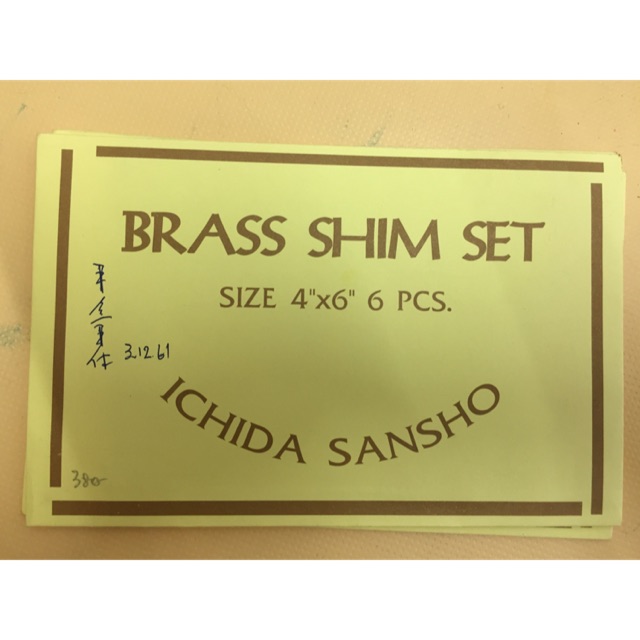 BRASS SHIM SET
SIZE 4"x6" 6 PCS.
3.12.61
ICHIDA SANSHO
380